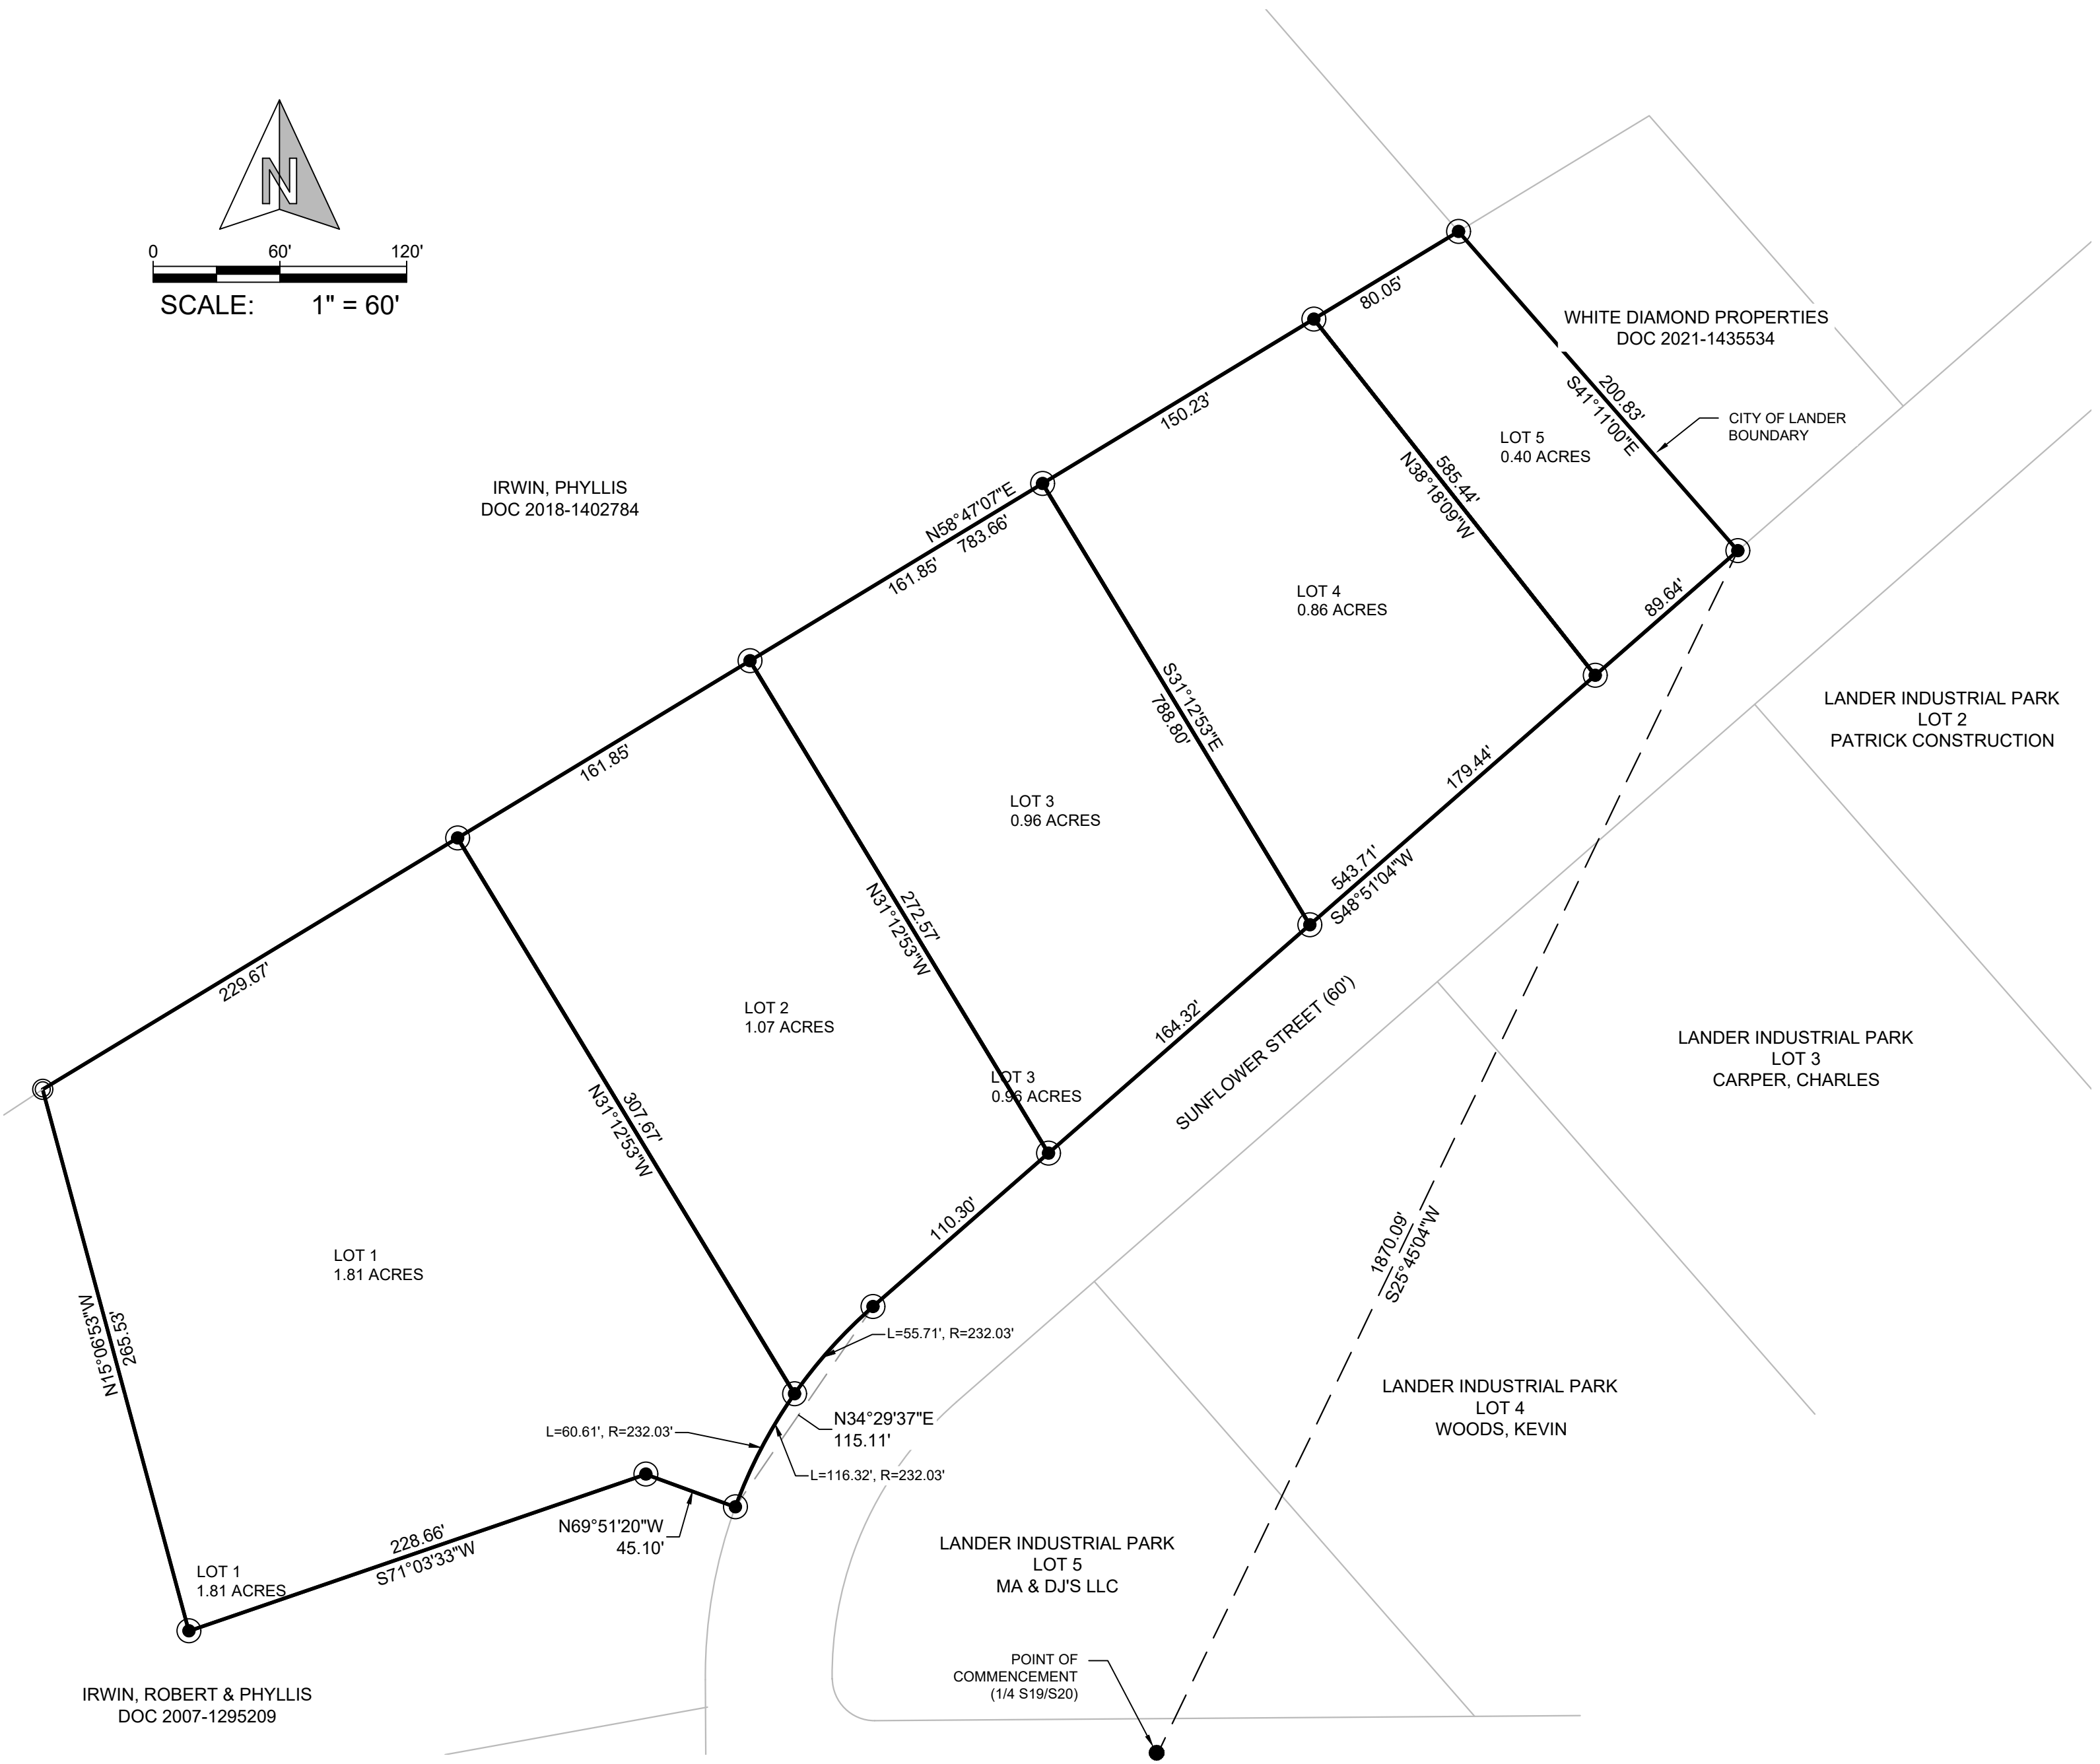 N
0 60' 120'
SCALE: 1" = 60'
80.05'
WHITE DIAMOND PROPERTIES
DOC 2021-1435534
200.83'
S41°11'00"E
CITY OF LANDER
BOUNDARY
150.23'
LOT 5
0.40 ACRES
585.44'
N38°18'09"W
IRWIN, PHYLLIS
DOC 2018-1402784
N58°47'07"E
783.66'
161.85'
89.64'
LOT 4
0.86 ACRES
S31°12'53"E
788.80'
LANDER INDUSTRIAL PARK
LOT 2
PATRICK CONSTRUCTION
161.85'
179.44'
LOT 3
0.96 ACRES
543.71'
S48°51'04"W
272.57'
N31°12'53"W
229.67'
LOT 2
1.07 ACRES
164.32'
SUNFLOWER STREET (60')
LANDER INDUSTRIAL PARK
LOT 3
CARPER, CHARLES
LOT 3
0.96 ACRES
307.67'
N31°12'53"W
110.30'
1870.09'
S25°45'04"W
LOT 1
1.81 ACRES
N15°06'53"W
265.53'
L=55.71', R=232.03'
LANDER INDUSTRIAL PARK
LOT 4
WOODS, KEVIN
L=60.61', R=232.03'
N34°29'37"E
115.11'
L=116.32', R=232.03'
N69°51'20"W
45.10'
228.66'
S71°03'33"W
LOT 1
1.81 ACRES
LANDER INDUSTRIAL PARK
LOT 5
MA & DJ'S LLC
POINT OF
COMMENCEMENT
(1/4 S19/S20)
IRWIN, ROBERT & PHYLLIS
DOC 2007-1295209